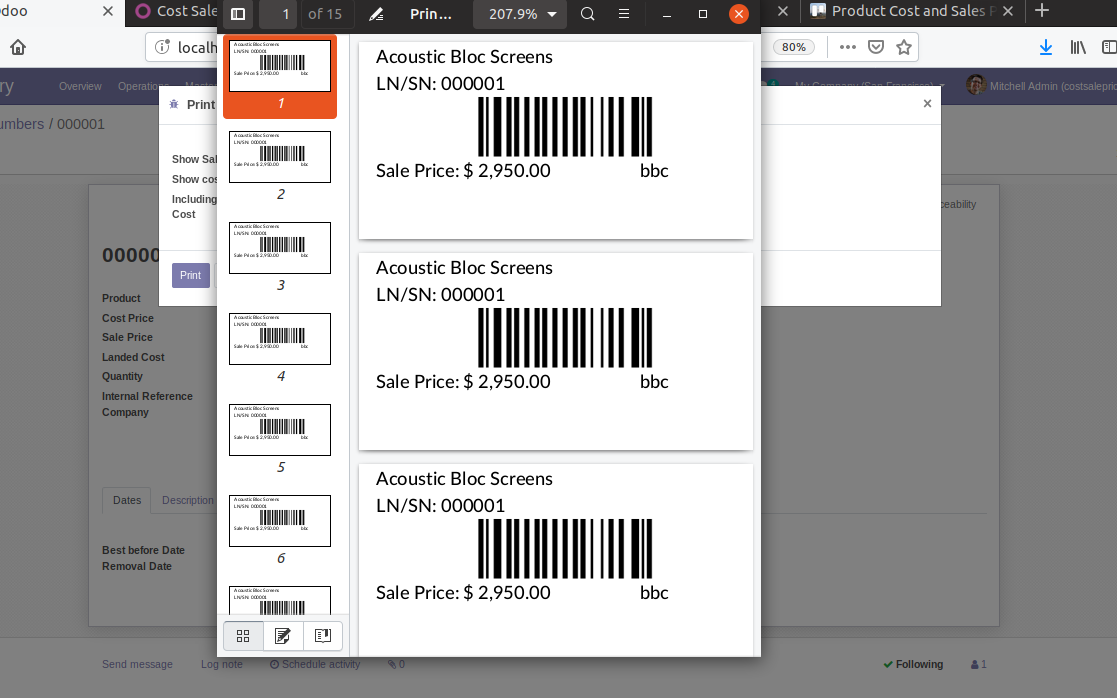 doo
Cost Sale
1 of 15
Prin...
207.9%
Product Cost and Sales P
localh
80%
ry
Overview
Operatio
My Company (San Francisco)
Mitchell Admin (costsalepric
umbers / 000001
Print
Show Sal
Show cos
Including
Cost
Print
ceability
00000
Product
Cost Price
Sale Price
Landed Cost
Quantity
Internal Reference
Company
Dates
Description
Best before Date
Removal Date
Acoustic Bloc Screens
LN/SN: 000001
Sale Price: $ 2,950.00 bbc
1
Acoustic Bloc Screens
LN/SN: 000001
Sale Price: $ 2,950.00 bbc
2
Acoustic Bloc Screens
LN/SN: 000001
Sale Price: $ 2,950.00 bbc
3
Acoustic Bloc Screens
LN/SN: 000001
Sale Price: $ 2,950.00 bbc
4
Acoustic Bloc Screens
LN/SN: 000001
Sale Price: $ 2,950.00 bbc
5
Acoustic Bloc Screens
LN/SN: 000001
Sale Price: $ 2,950.00 bbc
6
Acoustic Bloc Screens
LN/SN: 000001
Acoustic Bloc Screens
LN/SN: 000001
Sale Price: $ 2,950.00 bbc
Acoustic Bloc Screens
LN/SN: 000001
Sale Price: $ 2,950.00 bbc
Acoustic Bloc Screens
LN/SN: 000001
Sale Price: $ 2,950.00 bbc
Send message
Log note
Schedule activity
0
Following
1